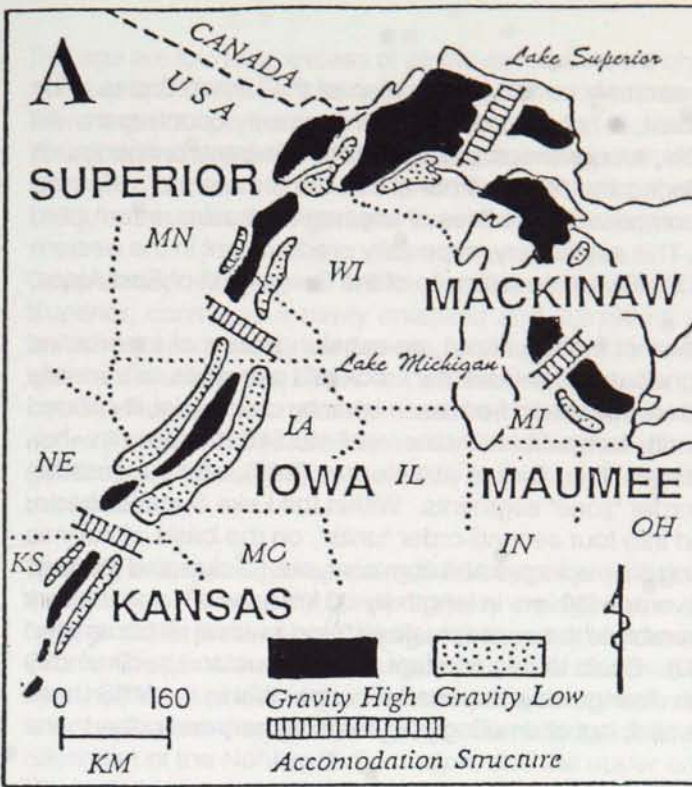 A
CANADA
USA
Lake Superior
SUPERIOR
MN
WI
MACKINAW
Lake Michigan
MI
NE
IA
IOWA
IL
MAUMEE
OH
IN
KS
MO
KANSAS
Gravity High
Gravity Low
0 160
KM
Accomodation Structure